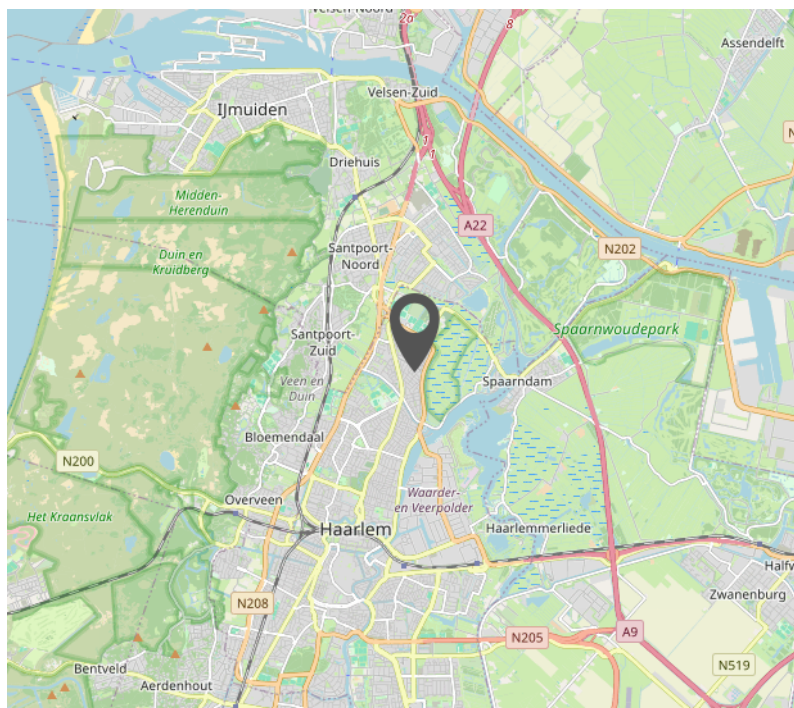 Velsen-Noord
2a
8
Assendelft
Velsen-Zuid
IJmuiden
1
1
Driehuis
Midden-
Herenduin
A22
Santpoort-
Noord
N202
Duin en
Kruidberg
Spaarnwoudepark
Santpoort-
Zuid
Veen en
Duin
Spaarndam
Bloemendaal
N200
Overveen
Waarder-
en Veerpolder
Het Kraansvlak
Haarlem
Haarlemmerliede
Halfw
Zwanenburg
N208
A9
N205
N519
Bentveld
Aerdenhout